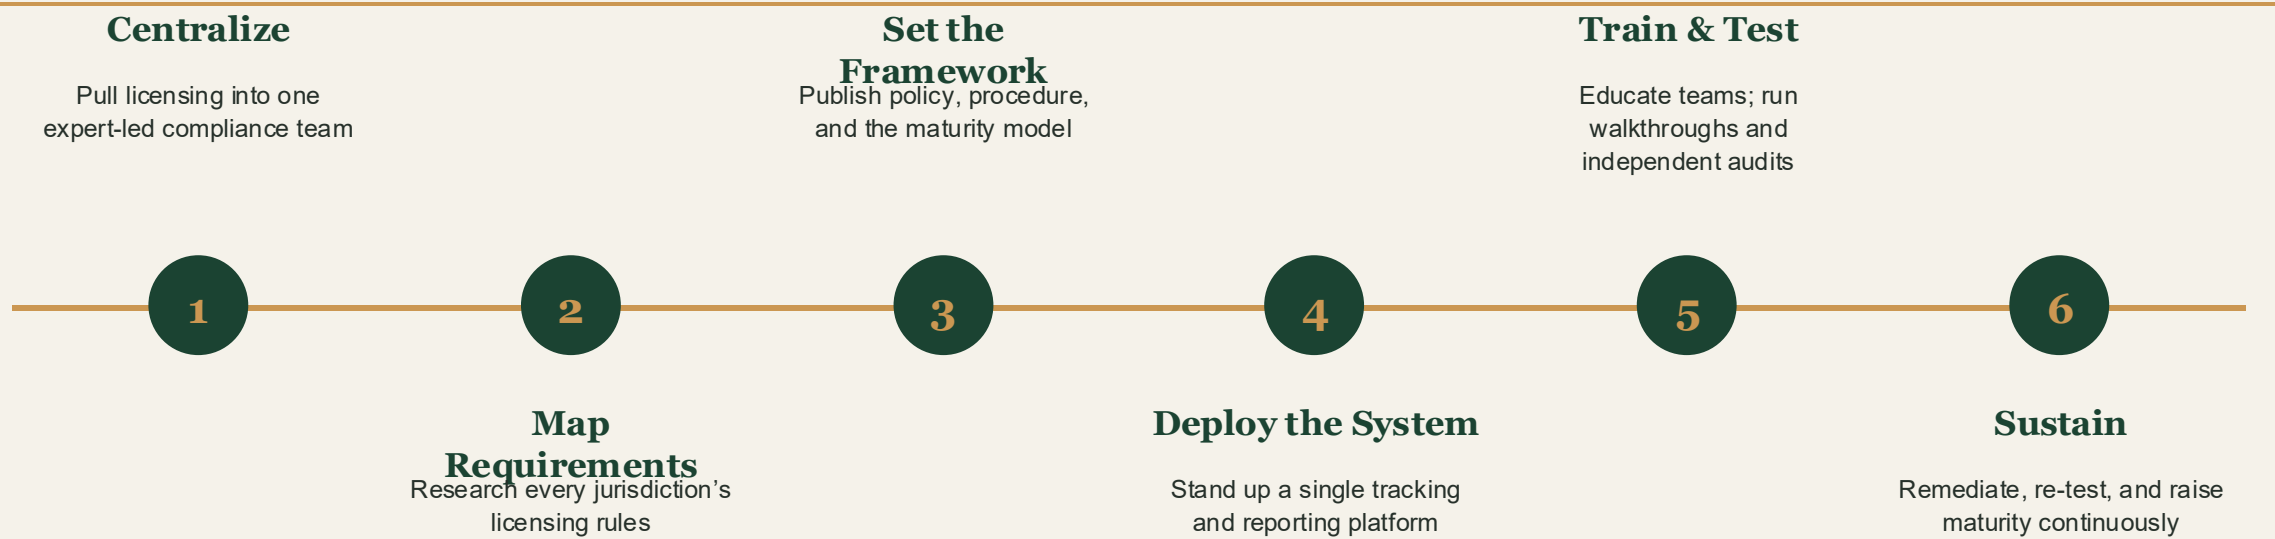 Centralize
Pull licensing into one
expert-led compliance team
1
2
Map
Requirements
Research every jurisdiction’s
licensing rules
Set the
Framework
Publish policy, procedure,
and the maturity model
3
4
Deploy the System
Stand up a single tracking
and reporting platform
Train & Test
Educate teams; run
walkthroughs and
independent audits
5
6
Sustain
Remediate, re-test, and raise
maturity continuously